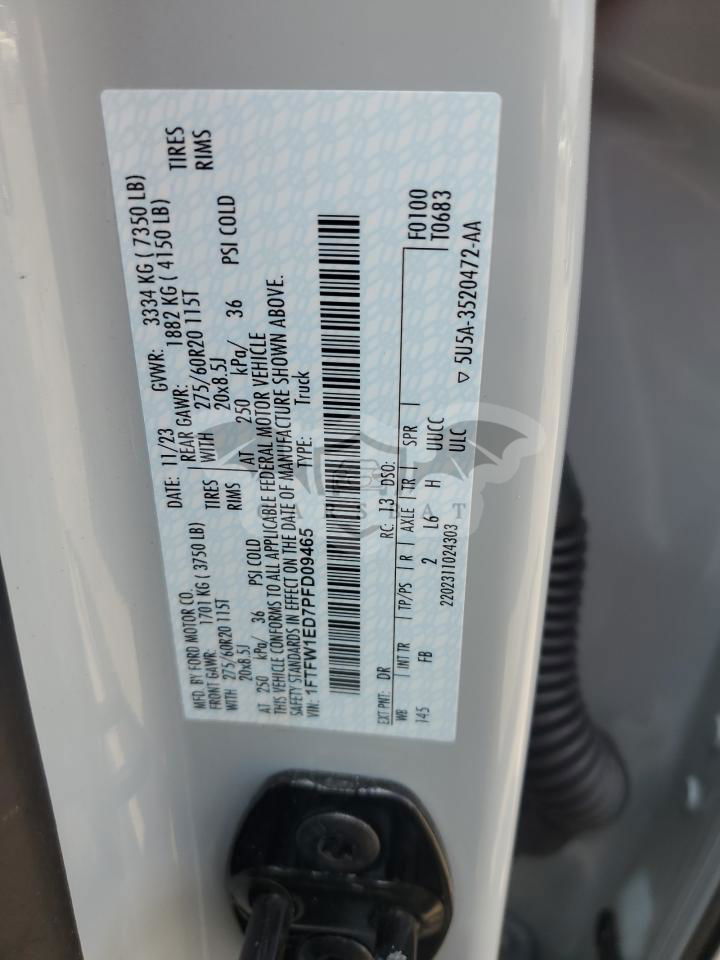 MFD. BY FORD MOTOR CO.
DATE: 11/23 GVWR: 3334 KG ( 7350 LB)
FRONT GAWR: 1701 KG ( 3750 LB) REAR GAWR: 1882 KG ( 4150 LB)
WITH 275/60R20 115T TIRES WITH 275/60R20 115T TIRES
20x8.5J RIMS 20x8.5J RIMS
AT 250 kPa/ 36 PSI COLD AT 250 kPa/ 36 PSI COLD
THIS VEHICLE CONFORMS TO ALL APPLICABLE FEDERAL MOTOR VEHICLE
SAFETY STANDARDS IN EFFECT ON THE DATE OF MANUFACTURE SHOWN ABOVE.
VIN: 1FTFW1ED7PFD09465 TYPE: Truck
EXT PNT: DR RC: 13 DSO: F0100
WB INT TR TP/PS R AXLE TR SPR T0683
145 FB 2 L6 H UUCC
2202311024303 ULC ▽ 5U5A-3520472-AA